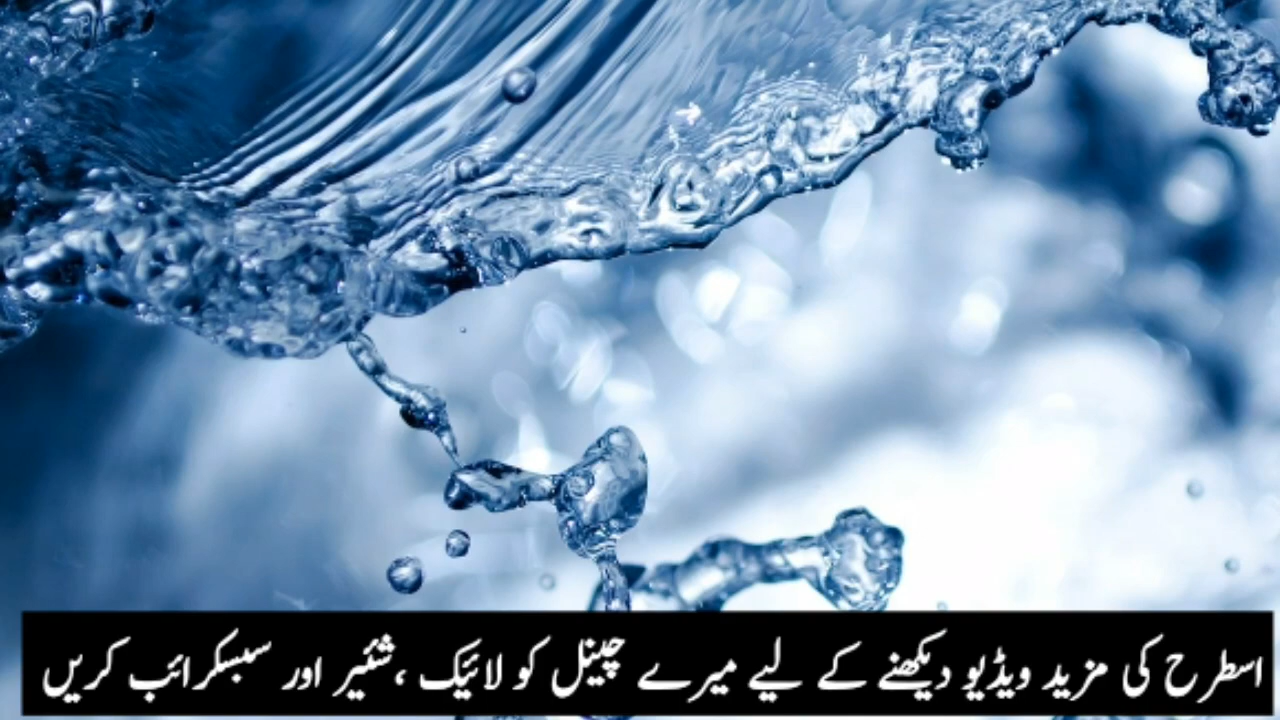 اسطرح کی مزید ویڈیو دیکھنے کے لیے میرے چینل کو لائیک ،شئیر اور سبسکرائب کریں